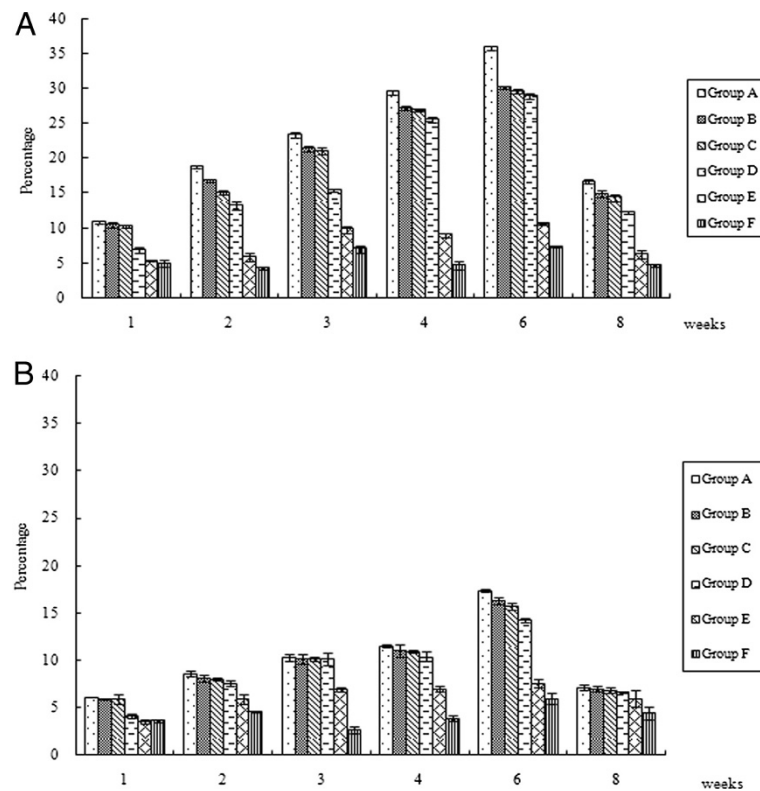 A
40
35
30
25
20
15
10
5
0
Percentage
Group A
Group B
Group C
Group D
Group E
Group F
1 2 3 4 6 8 weeks
B
40
35
30
25
20
15
10
5
0
Percentage
Group A
Group B
Group C
Group D
Group E
Group F
1 2 3 4 6 8 weeks